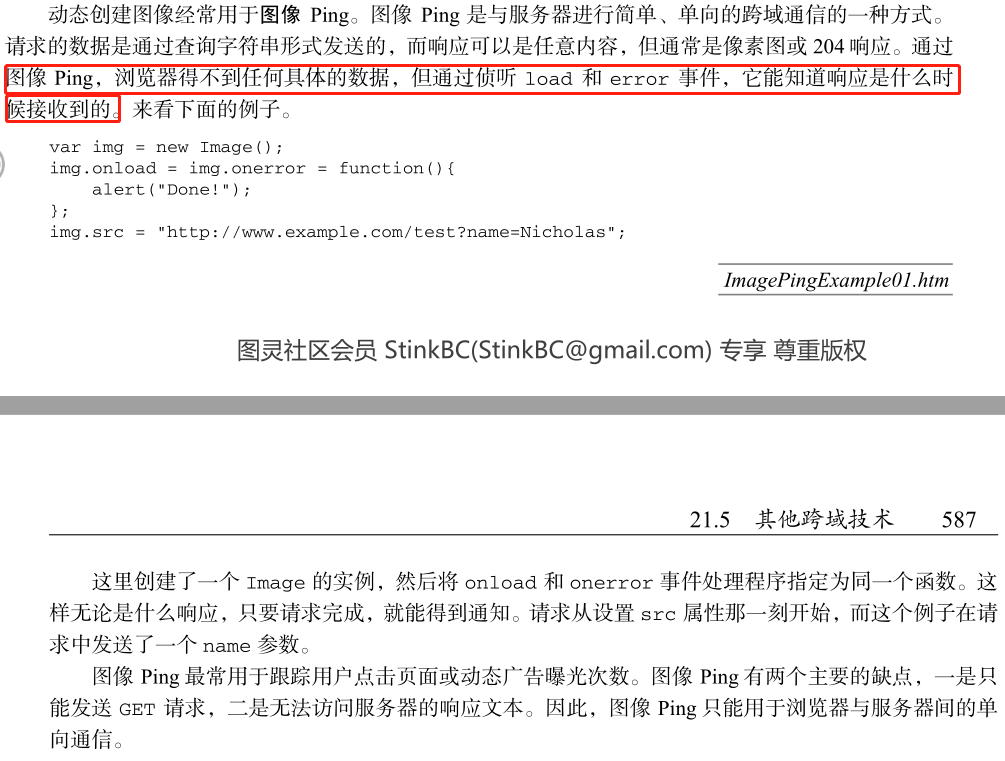 动态创建图像经常用于图像 Ping。图像 Ping 是与服务器进行简单、单向的跨域通信的一种方式。
请求的数据是通过查询字符串形式发送的，而响应可以是任意内容，但通常是像素图或 204 响应。通过
图像 Ping，浏览器得不到任何具体的数据，但通过侦听 load 和 error 事件，它能知道响应是什么时
候接收到的。来看下面的例子。
var img = new Image();
img.onload = img.onerror = function(){
    alert("Done!");
};
img.src = "http://www.example.com/test?name=Nicholas";
ImagePingExample01.htm
图灵社区会员 StinkBC(StinkBC@gmail.com) 专享 尊重版权
21.5 其他跨域技术 587
这里创建了一个 Image 的实例，然后将 onload 和 onerror 事件处理程序指定为同一个函数。这
样无论是什么响应，只要请求完成，就能得到通知。请求从设置 src 属性那一刻开始，而这个例子在请
求中发送了一个 name 参数。
图像 Ping 最常用于跟踪用户点击页面或动态广告曝光次数。图像 Ping 有两个主要的缺点，一是只
能发送 GET 请求，二是无法访问服务器的响应文本。因此，图像 Ping 只能用于浏览器与服务器间的单
向通信。